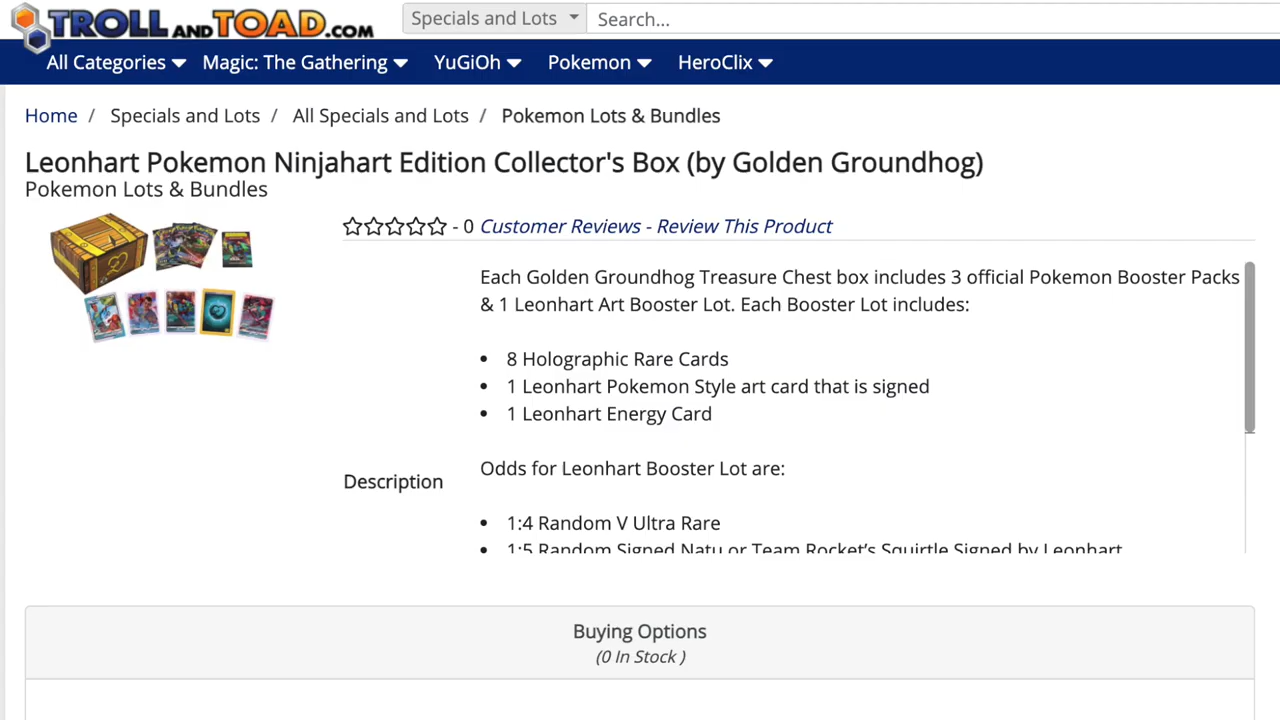 TROLL AND TOAD.COM
Specials and Lots
Search...
All Categories
Magic: The Gathering
YuGiOh
Pokemon
HeroClix
Home / Specials and Lots / All Specials and Lots / Pokemon Lots & Bundles
Leonhart Pokemon Ninjahart Edition Collector's Box (by Golden Groundhog)
Pokemon Lots & Bundles
- 0 Customer Reviews - Review This Product
Each Golden Groundhog Treasure Chest box includes 3 official Pokemon Booster Packs
& 1 Leonhart Art Booster Lot. Each Booster Lot includes:
• 8 Holographic Rare Cards
• 1 Leonhart Pokemon Style art card that is signed
• 1 Leonhart Energy Card
Odds for Leonhart Booster Lot are:
Description
• 1:4 Random V Ultra Rare
• 1:5 Random Signed Natu or Team Rocket's Squirtle Signed by Leonhart
Buying Options
(0 In Stock )